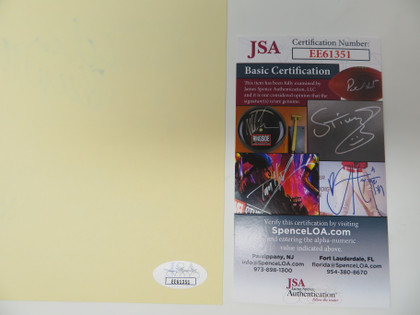 JSA
Certification Number:
EE61351
Basic Certification
This item has been fully examined by
James Spence Authentication, LLC
and it is our considered opinion that the
signature(s) is/are genuine.
Verify this certification by visiting
SpenceLOA.com
and entering the alpha-numeric
value indicated above.
Parsippany, NJ
info@SpenceLOA.com
973-898-1300
Fort Lauderdale, FL
florida@SpenceLOA.com
954-380-8670
JSA
James Spence
Authentication
EE61351